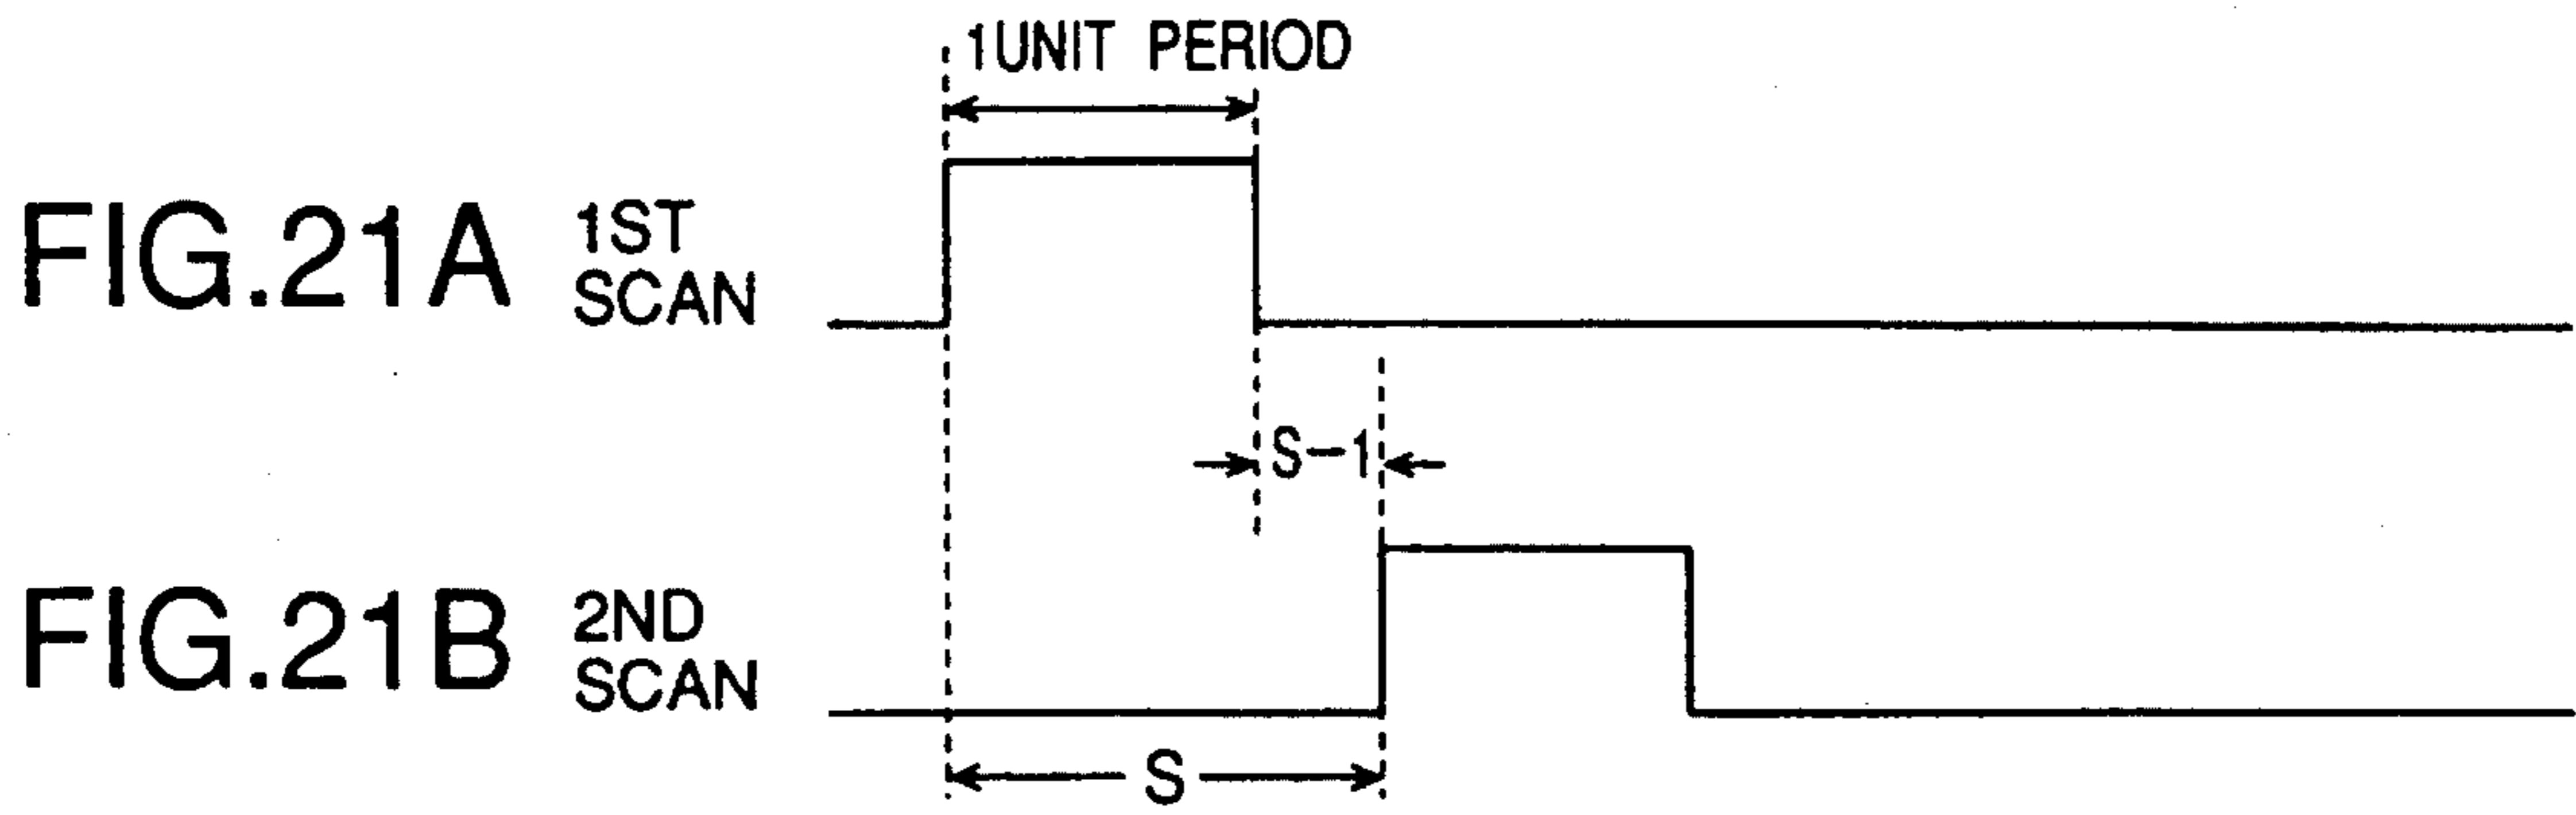 1UNIT PERIOD
FIG.21A
1ST
SCAN
S-1
FIG.21B
2ND
SCAN
S